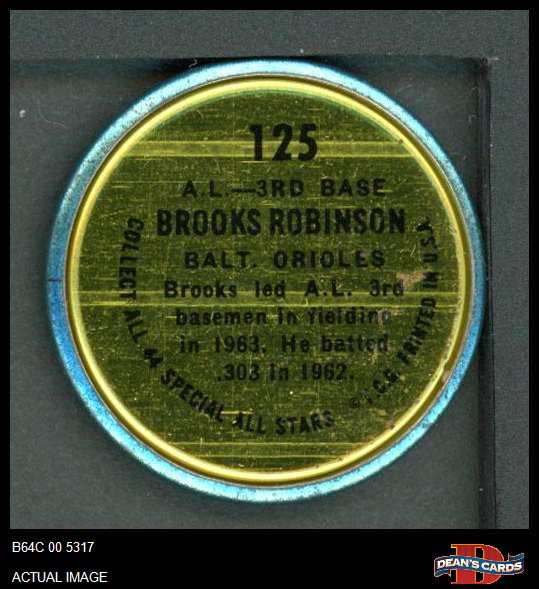 125
A.L.—3RD BASE
BROOKS ROBINSON
BALT. ORIOLES
Brooks led A.L. 3rd
basemen in fielding
in 1963. He batted
.303 in 1962.
COLLECT ALL 44 SPECIAL ALL STARS
© T.C.G. PRINTED IN U.S.A.
B64C 00 5317
ACTUAL IMAGE
D
DEAN'S CARDS